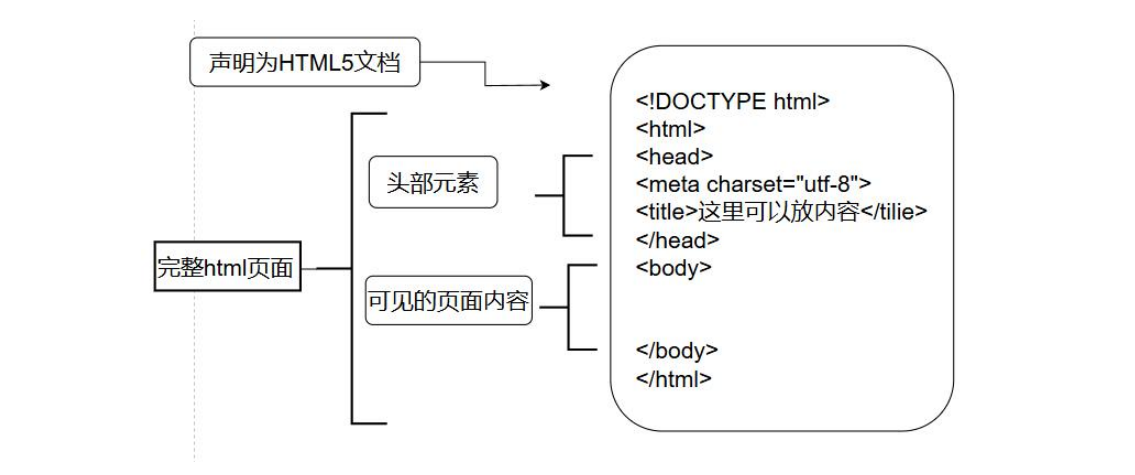 声明为HTML5文档
头部元素
完整html页面
可见的页面内容
<!DOCTYPE html>
<html>
<head>
<meta charset="utf-8">
<title>这里可以放内容</tilie>
</head>
<body>
</body>
</html>